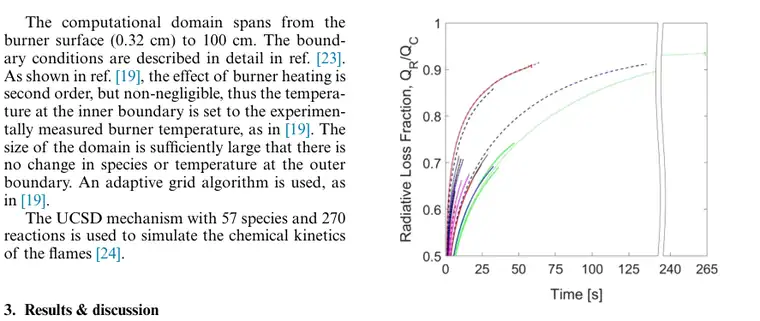 The computational domain spans from the
burner surface (0.32 cm) to 100 cm. The bound-
ary conditions are described in detail in ref. [23].
As shown in ref. [19], the effect of burner heating is
second order, but non-negligible, thus the tempera-
ture at the inner boundary is set to the experimen-
tally measured burner temperature, as in [19]. The
size of the domain is sufficiently large that there is
no change in species or temperature at the outer
boundary. An adaptive grid algorithm is used, as
in [19].
The UCSD mechanism with 57 species and 270
reactions is used to simulate the chemical kinetics
of the flames [24].
3. Results & discussion
Radiative Loss Fraction, Q_R/Q_C
1
0.9
0.8
0.7
0.6
0.5
0 25 50 75 100 125 240 265
Time [s]